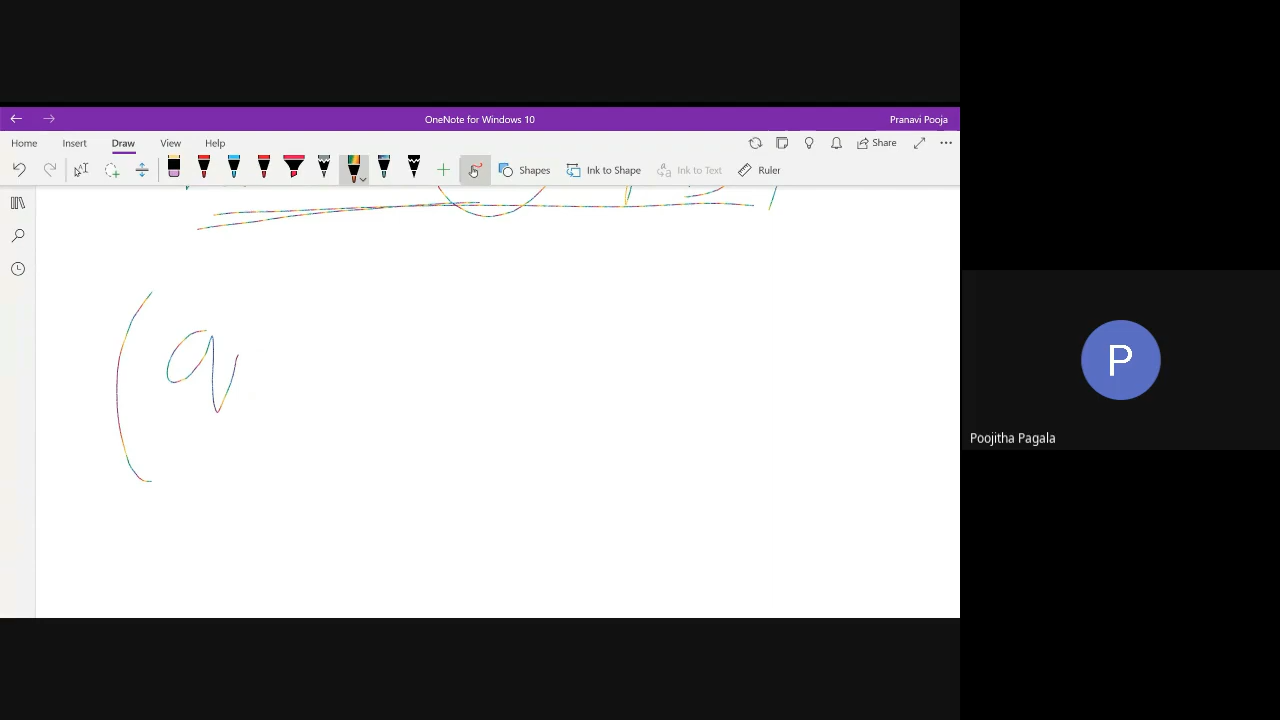 OneNote for Windows 10 Pranavi Pooja
Home Insert Draw View Help Share
Shapes Ink to Shape Ink to Text Ruler
(q
P
Poojitha Pagala